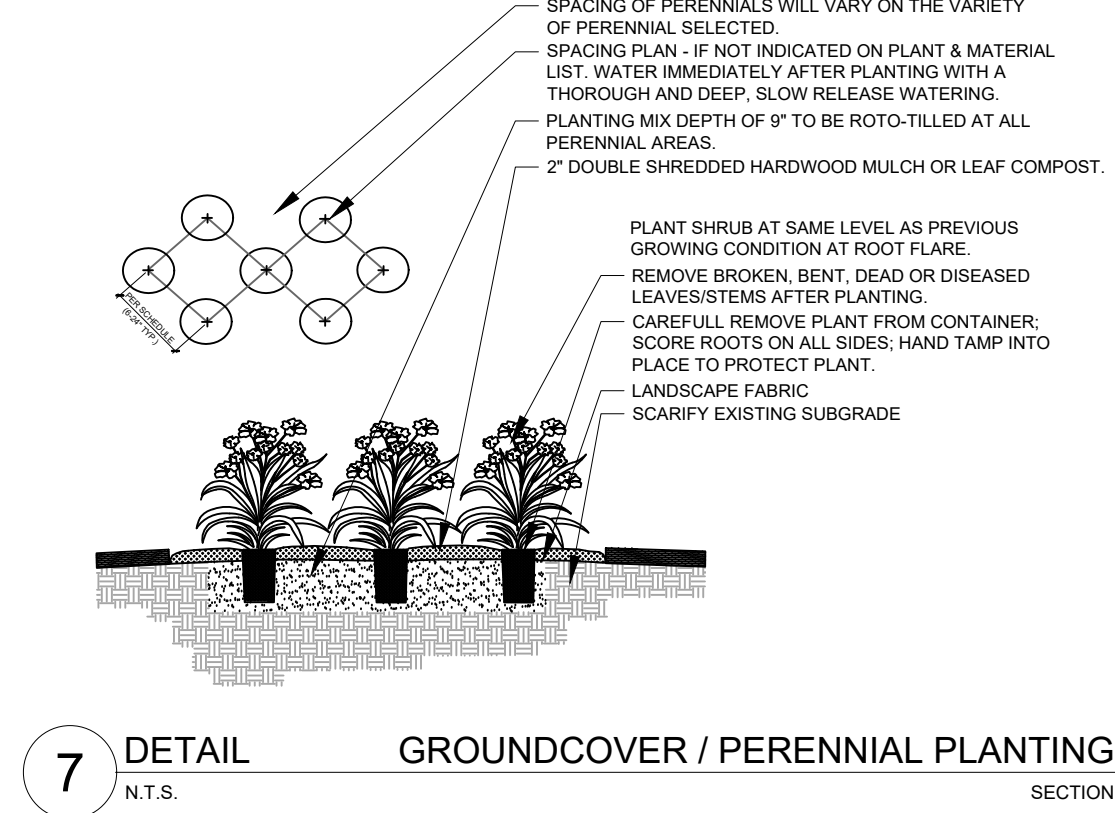 SPACING OF PERENNIALS WILL VARY ON THE VARIETY
OF PERENNIAL SELECTED.
SPACING PLAN - IF NOT INDICATED ON PLANT & MATERIAL
LIST. WATER IMMEDIATELY AFTER PLANTING WITH A
THOROUGH AND DEEP, SLOW RELEASE WATERING.
PLANTING MIX DEPTH OF 9" TO BE ROTO-TILLED AT ALL
PERENNIAL AREAS.
2" DOUBLE SHREDDED HARDWOOD MULCH OR LEAF COMPOST.
PLANT SHRUB AT SAME LEVEL AS PREVIOUS
GROWING CONDITION AT ROOT FLARE.
REMOVE BROKEN, BENT, DEAD OR DISEASED
LEAVES/STEMS AFTER PLANTING.
CAREFULL REMOVE PLANT FROM CONTAINER;
SCORE ROOTS ON ALL SIDES; HAND TAMP INTO
PLACE TO PROTECT PLANT.
LANDSCAPE FABRIC
SCARIFY EXISTING SUBGRADE
PER SCHEDULE
(6-24" TYP.)
7
DETAIL GROUNDCOVER / PERENNIAL PLANTING
N.T.S. SECTION